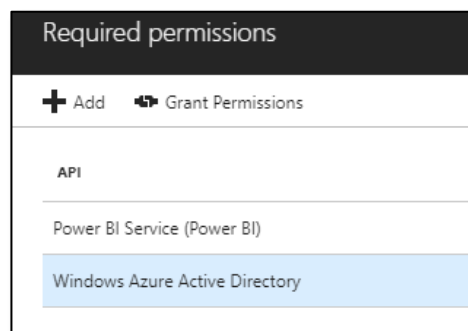 Required permissions
Add Grant Permissions
API
Power BI Service (Power BI)
Windows Azure Active Directory